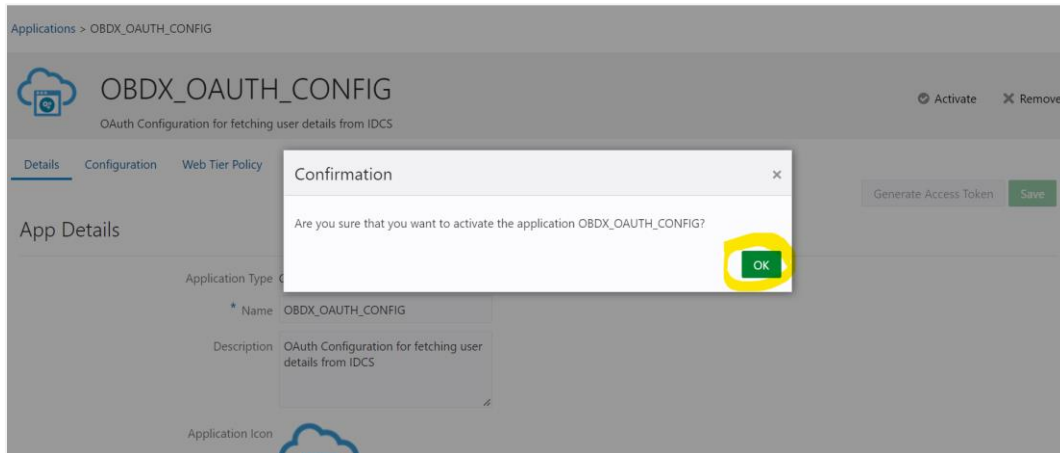 Applications > OBDX_OAUTH_CONFIG
OBDX_OAUTH_CONFIG
OAuth Configuration for fetching user details from IDCS
Activate
Remove
Details
Configuration
Web Tier Policy
Confirmation
×
Are you sure that you want to activate the application OBDX_OAUTH_CONFIG?
OK
Generate Access Token
Save
App Details
Application Type
* Name
OBDX_OAUTH_CONFIG
Description
OAuth Configuration for fetching user
details from IDCS
Application Icon